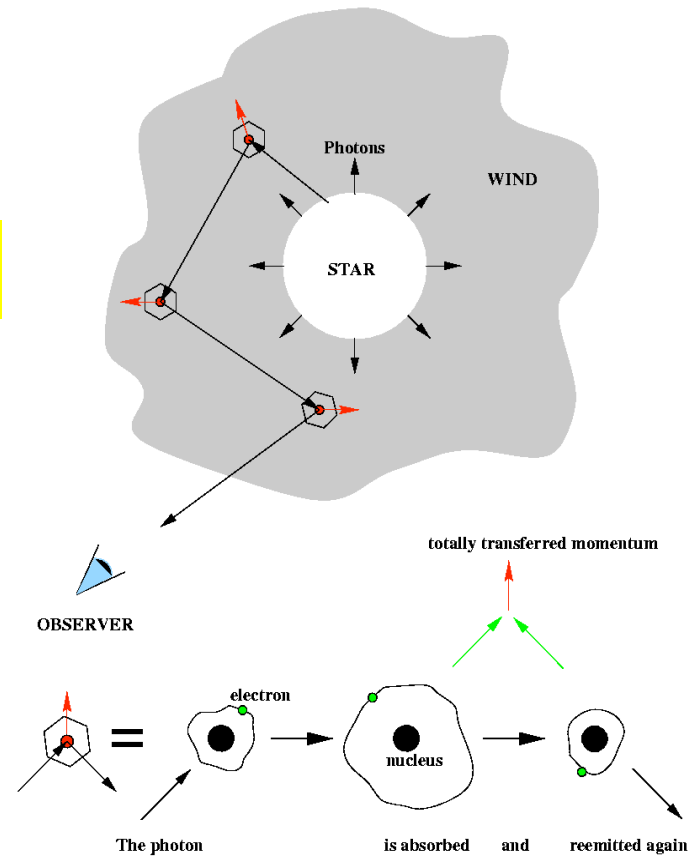 Photons
WIND
STAR
totally transferred momentum
OBSERVER
electron
=
nucleus
The photon is absorbed and reemitted again